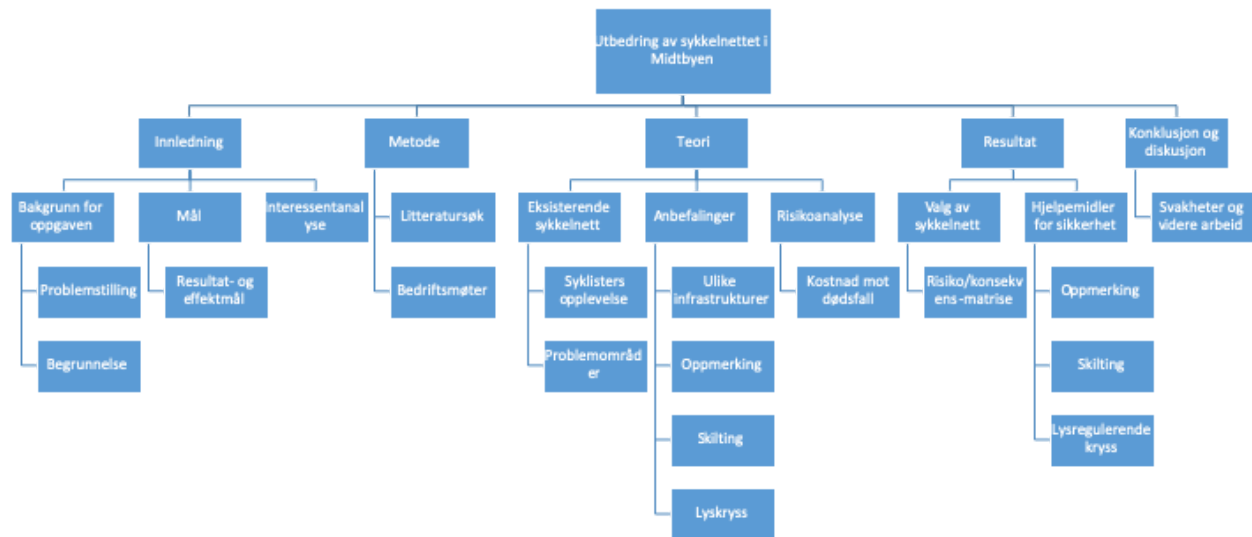 Utbedring av sykkelnettet i
Midtbyen
Innledning
Metode
Teori
Resultat
Konklusjon og
diskusjon
Bakgrunn for
oppgaven
Mål
Interessentanal
yse
Litteratursøk
Eksisterende
sykkelnett
Anbefalinger
Risikoanalyse
Valg av
sykkelnett
Hjelpemidler
for sikkerhet
Svakheter og
videre arbeid
Problemstilling
Resultat- og
effektmål
Bedriftsmøter
Syklisters
opplevelse
Ulike
infrastrukturer
Kostnad mot
dødsfall
Risiko/konsekv
ens -matrise
Oppmerking
Begrunnelse
Problemområd
er
Oppmerking
Skilting
Skilting
Lysregulerende
kryss
Lyskryss